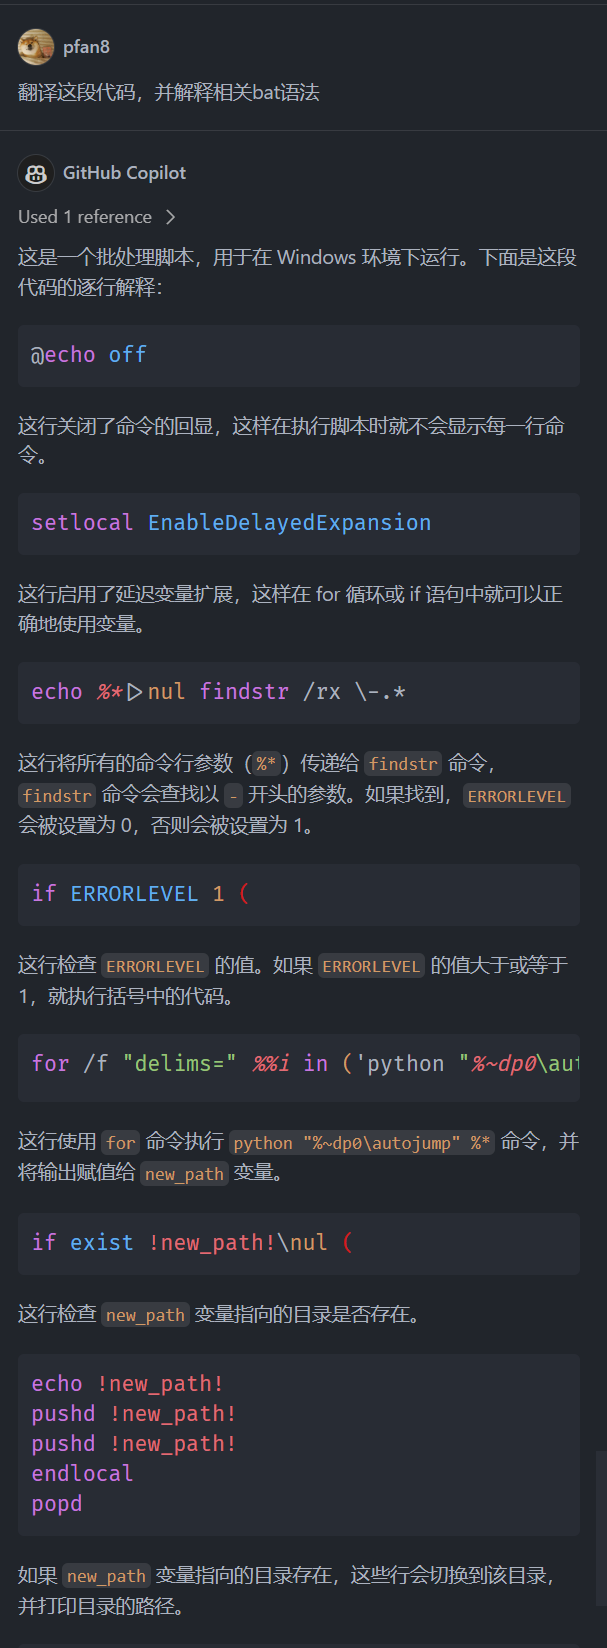 pfan8
翻译这段代码，并解释相关bat语法
GitHub Copilot
Used 1 reference
这是一个批处理脚本，用于在 Windows 环境下运行。下面是这段
代码的逐行解释：
@echo off
这行关闭了命令的回显，这样在执行脚本时就不会显示每一行命
令。
setlocal EnableDelayedExpansion
这行启用了延迟变量扩展，这样在 for 循环或 if 语句中就可以正
确地使用变量。
echo %*|>nul findstr /rx \-.*
这行将所有的命令行参数（%*）传递给 findstr 命令，
findstr 命令会查找以 - 开头的参数。如果找到，ERRORLEVEL
会被设置为 0，否则会被设置为 1。
if ERRORLEVEL 1 (
这行检查 ERRORLEVEL 的值。如果 ERRORLEVEL 的值大于或等于
1，就执行括号中的代码。
for /f "delims=" %%i in ('python "%~dp0\aut
这行使用 for 命令执行 python "%~dp0\autojump" %* 命令，并
将输出赋值给 new_path 变量。
if exist !new_path!\nul (
这行检查 new_path 变量指向的目录是否存在。
echo !new_path!
pushd !new_path!
pushd !new_path!
endlocal
popd
如果 new_path 变量指向的目录存在，这些行会切换到该目录，
并打印目录的路径。